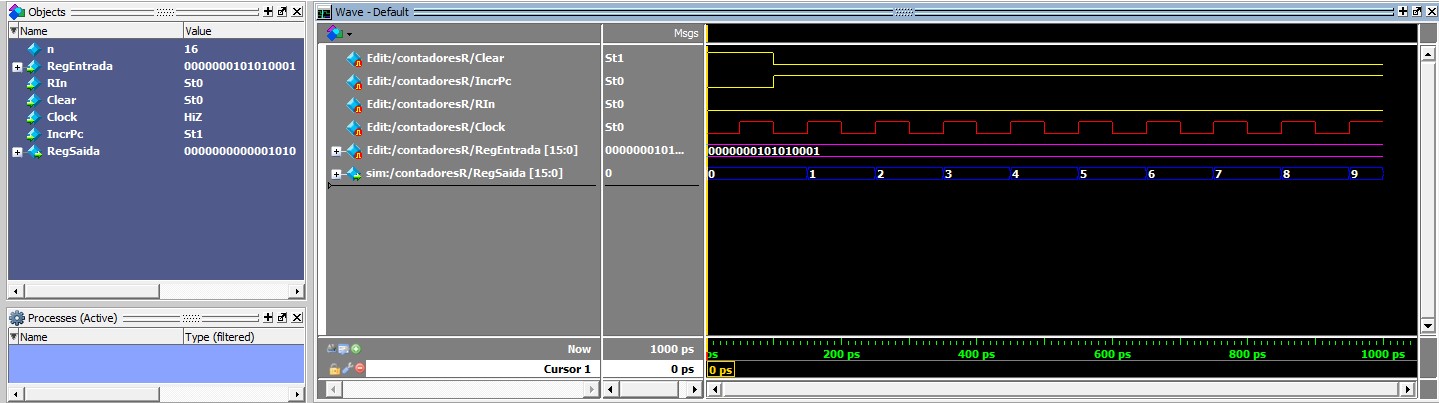 Objects
Name Value
n 16
RegEntrada 0000000101010001
RIn St0
Clear St0
Clock HiZ
IncrPc St1
RegSaida 0000000000001010
Processes (Active)
Name Type (filtered)
Wave - Default
Msgs
Edit:/contadoresR/Clear St1
Edit:/contadoresR/IncrPc St0
Edit:/contadoresR/RIn St0
Edit:/contadoresR/Clock St0
Edit:/contadoresR/RegEntrada [15:0] 0000000101... 0000000101010001
sim:/contadoresR/RegSaida [15:0] 0 0 1 2 3 4 5 6 7 8 9
Now 1000 ps ps 200 ps 400 ps 600 ps 800 ps 1000 ps
Cursor 1 0 ps 0 ps